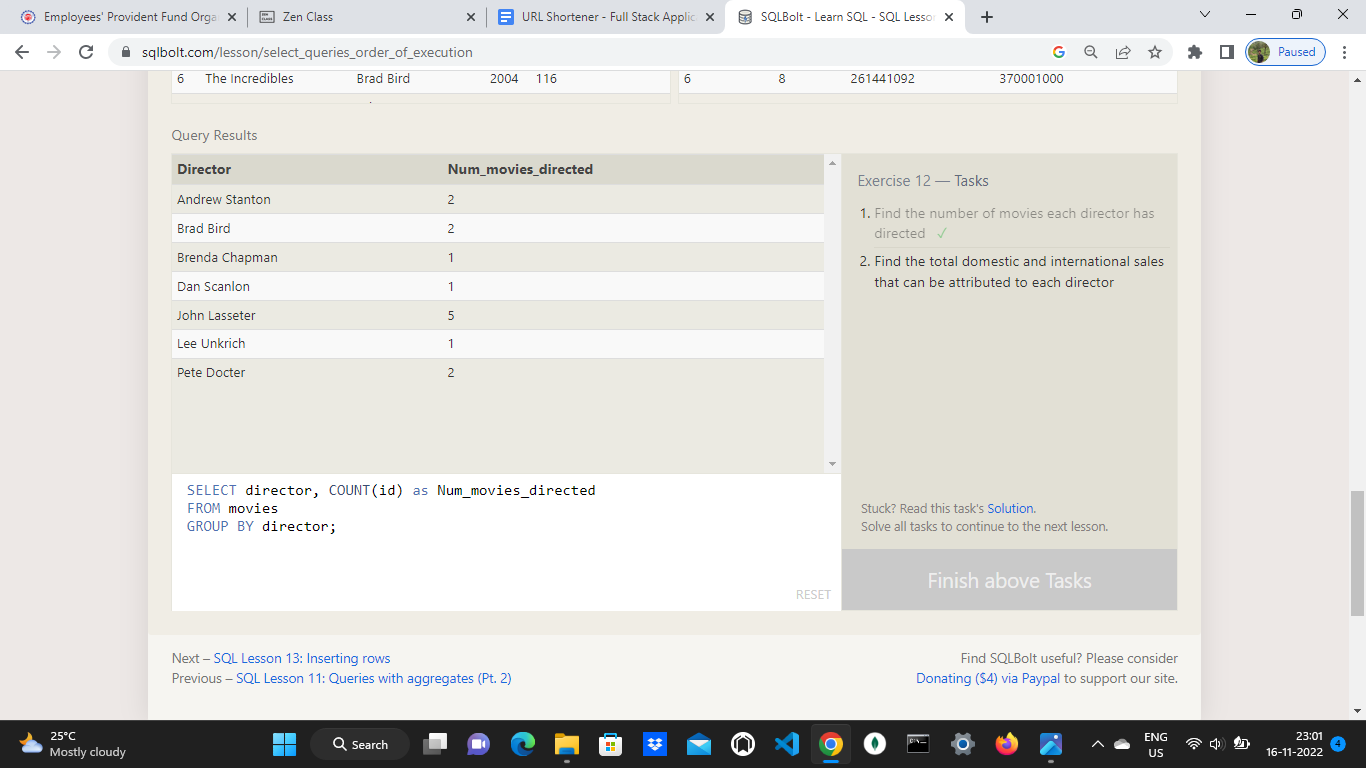 Employees' Provident Fund Orga
Zen Class
URL Shortener - Full Stack Applic
SQLBolt - Learn SQL - SQL Lesson
sqlbolt.com/lesson/select_queries_order_of_execution
Paused
6 The Incredibles Brad Bird 2004 116
6 8 261441092 370001000
Query Results
Director Num_movies_directed
Andrew Stanton 2
Brad Bird 2
Brenda Chapman 1
Dan Scanlon 1
John Lasseter 5
Lee Unkrich 1
Pete Docter 2
Exercise 12 — Tasks
1. Find the number of movies each director has
directed ✓
2. Find the total domestic and international sales
that can be attributed to each director
Stuck? Read this task's Solution.
Solve all tasks to continue to the next lesson.
Finish above Tasks
SELECT director, COUNT(id) as Num_movies_directed
FROM movies
GROUP BY director;
RESET
Next – SQL Lesson 13: Inserting rows
Previous – SQL Lesson 11: Queries with aggregates (Pt. 2)
Find SQLBolt useful? Please consider
Donating ($4) via Paypal to support our site.
25°C
Mostly cloudy
Search
ENG
US
23:01
16-11-2022
4